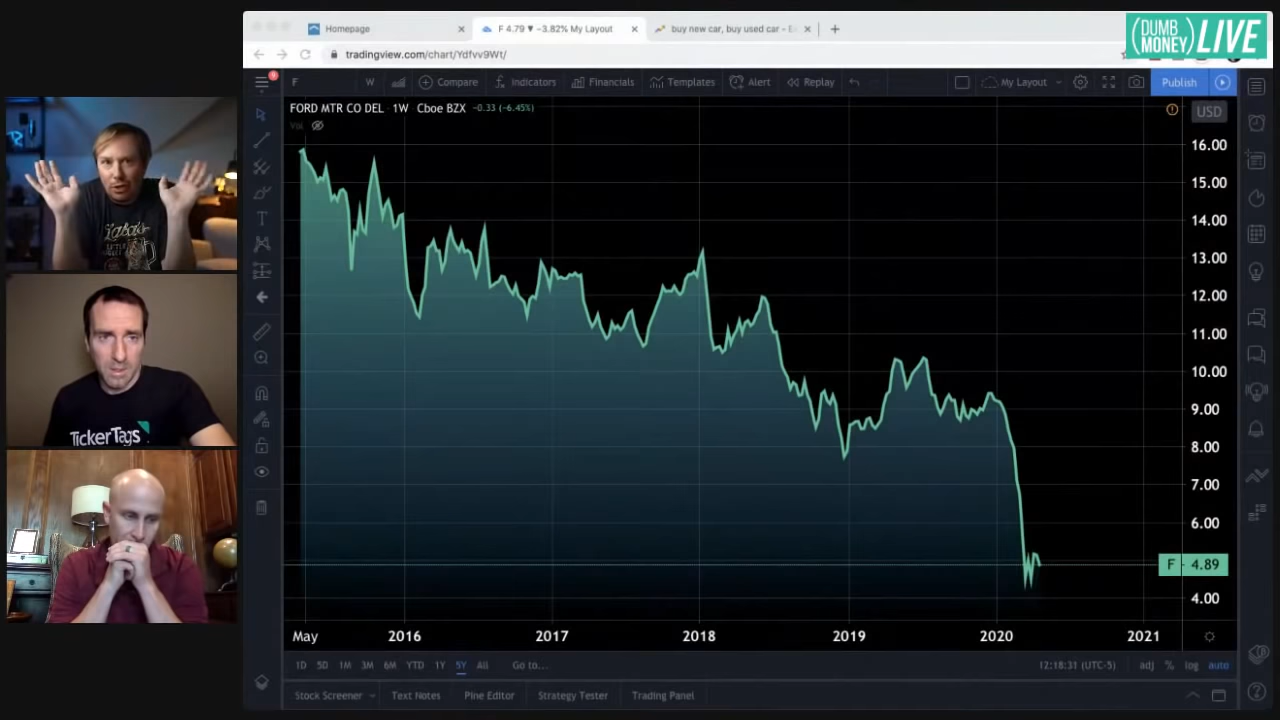 Homepage
F 4.79 ▼ −3.82% My Layout
buy new car, buy used car – E
(DUMB MONEY) LIVE
tradingview.com/chart/Ydfvv9Wt/
9
F
W
Compare
Indicators
Financials
Templates
Alert
Replay
My Layout
Publish
FORD MTR CO DEL · 1W Cboe BZX −0.33 (−6.45%)
Vol
USD
16.00
15.00
14.00
13.00
12.00
11.00
10.00
9.00
8.00
7.00
6.00
F 4.89
4.00
TickerTags
May 2016 2017 2018 2019 2020 2021
1D 5D 1M 3M 6M YTD 1Y 5Y All Go to... 12:18:31 (UTC-5) adj % log auto
Stock Screener Text Notes Pine Editor Strategy Tester Trading Panel